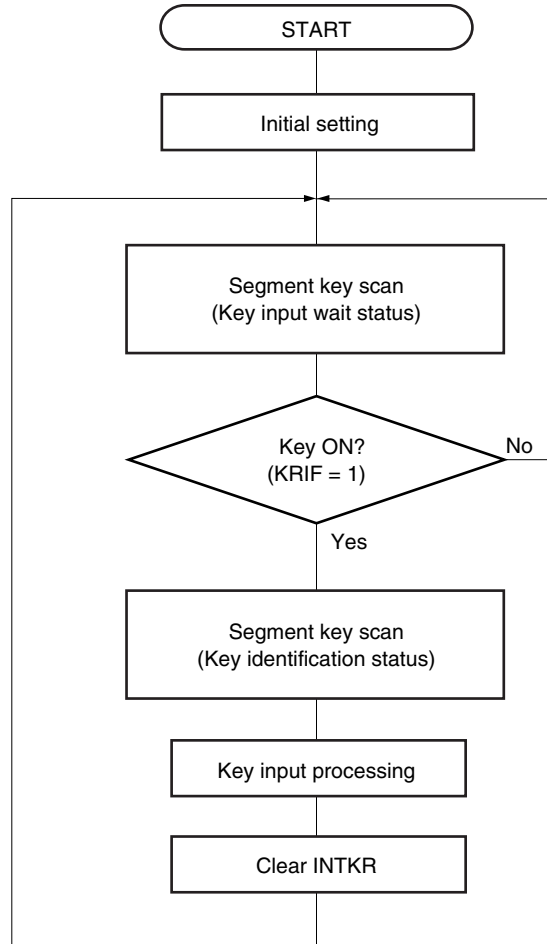 START
Initial setting
Segment key scan
(Key input wait status)
Key ON?
(KRIF = 1)
No
Yes
Segment key scan
(Key identification status)
Key input processing
Clear INTKR